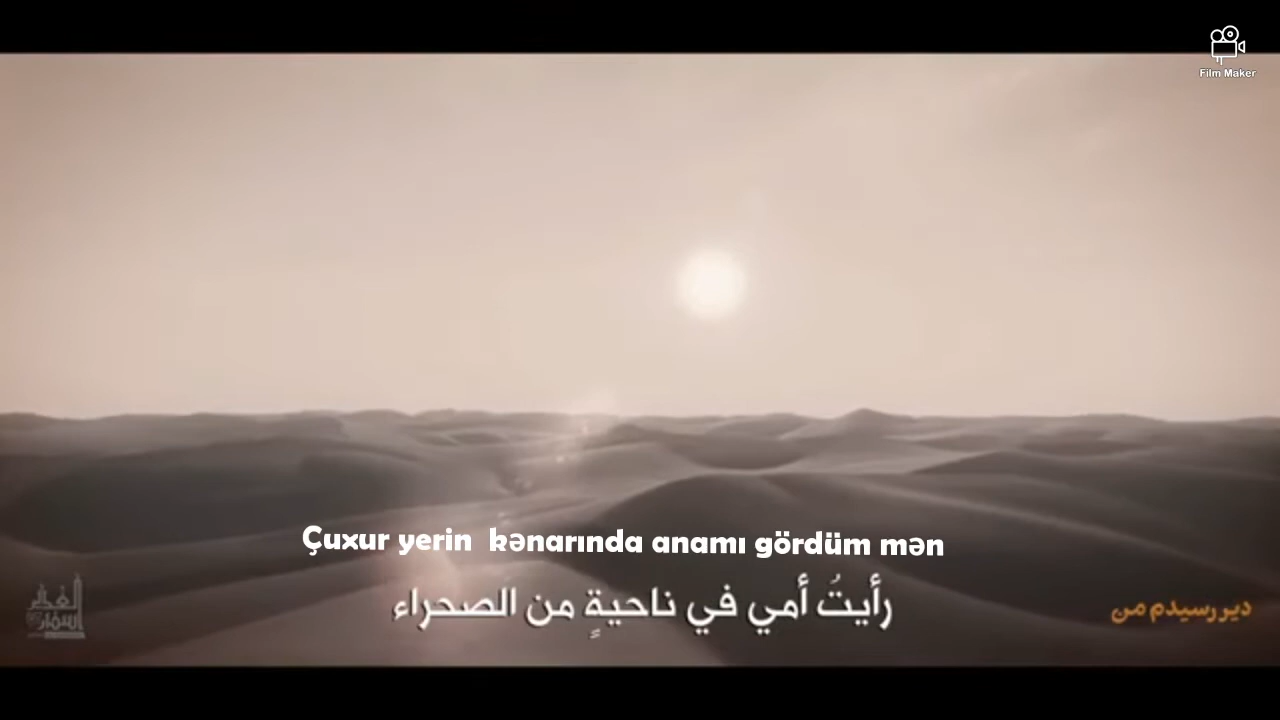 Film Maker
Çuxur yerin kənarında anamı gördüm mən
رأيتُ أمي في ناحيةٍ من الصحراء
دیر رسیدم من